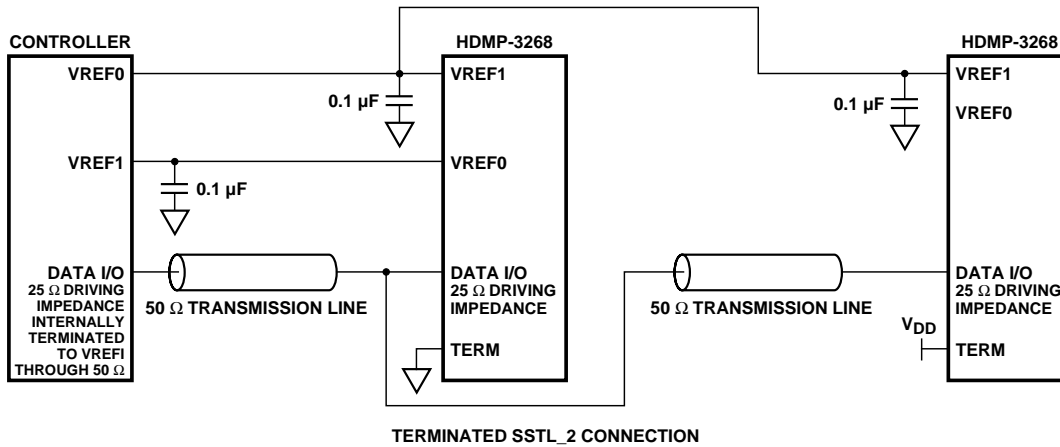 CONTROLLER
VREF0
VREF1
DATA I/O
25 Ω DRIVING
IMPEDANCE
INTERNALLY
TERMINATED
TO VREFI
THROUGH 50 Ω
0.1 µF
0.1 µF
50 Ω TRANSMISSION LINE
HDMP-3268
VREF1
VREF0
DATA I/O
25 Ω DRIVING
IMPEDANCE
TERM
0.1 µF
50 Ω TRANSMISSION LINE
HDMP-3268
VREF1
VREF0
DATA I/O
25 Ω DRIVING
IMPEDANCE
VDD
TERM
TERMINATED SSTL_2 CONNECTION